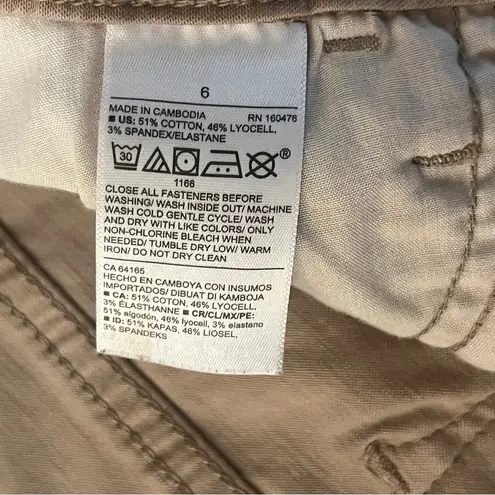 6
MADE IN CAMBODIA RN 160476
■ US: 51% COTTON, 46% LYOCELL,
3% SPANDEX/ELASTANE
30 ®
1166
CLOSE ALL FASTENERS BEFORE
WASHING/ WASH INSIDE OUT/ MACHINE
WASH COLD GENTLE CYCLE/ WASH
AND DRY WITH LIKE COLORS/ ONLY
NON-CHLORINE BLEACH WHEN
NEEDED/ TUMBLE DRY LOW/ WARM
IRON/ DO NOT DRY CLEAN
CA 64165
HECHO EN CAMBOYA CON INSUMOS
IMPORTADOS/ DIBUAT DI KAMBOJA
■ CA: 51% COTON, 46% LYOCELL,
3% ÉLASTHANNE ■ CR/CL/MX/PE:
51% algodón, 46% lyocell, 3% elastano
■ ID: 51% KAPAS, 46% LIOSEL,
3% SPANDEKS